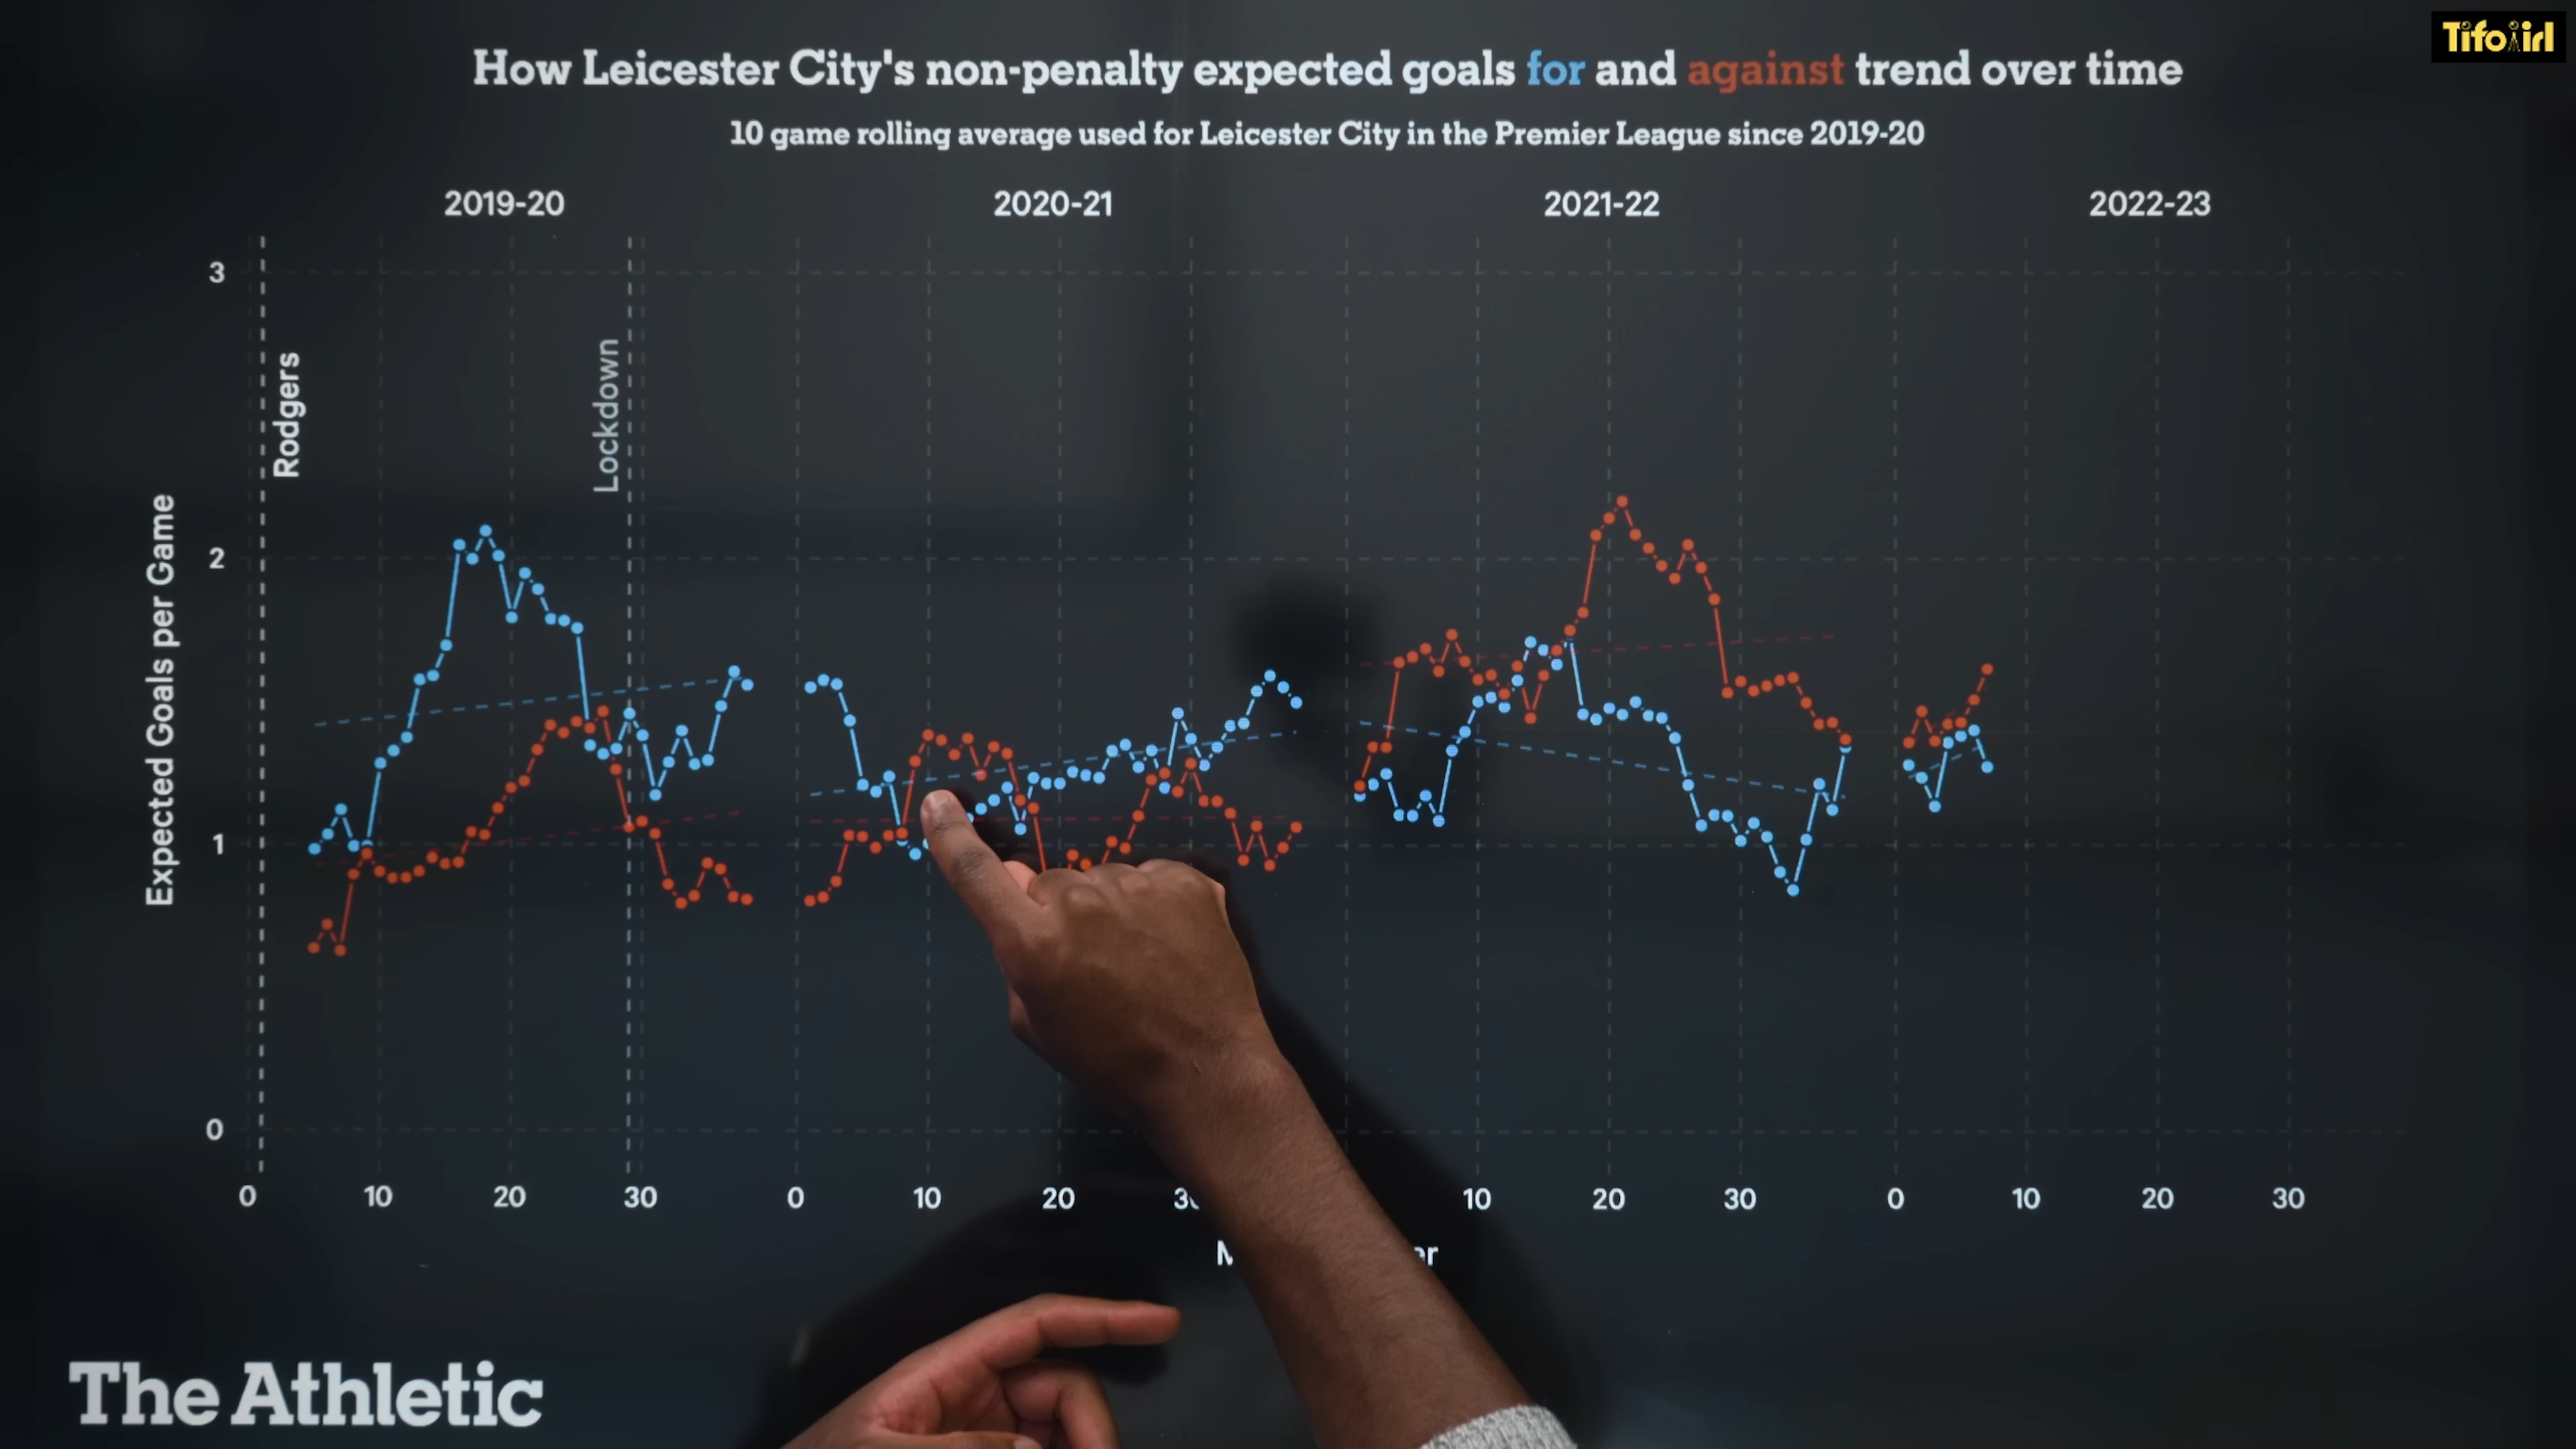 Tifo irl
How Leicester City's non-penalty expected goals for and against trend over time
10 game rolling average used for Leicester City in the Premier League since 2019-20
2019-20 2020-21 2021-22 2022-23
3
Rodgers
Lockdown
Expected Goals per Game
2
1
0
0 10 20 30 0 10 20 10 20 30 0 10 20 30
The Athletic